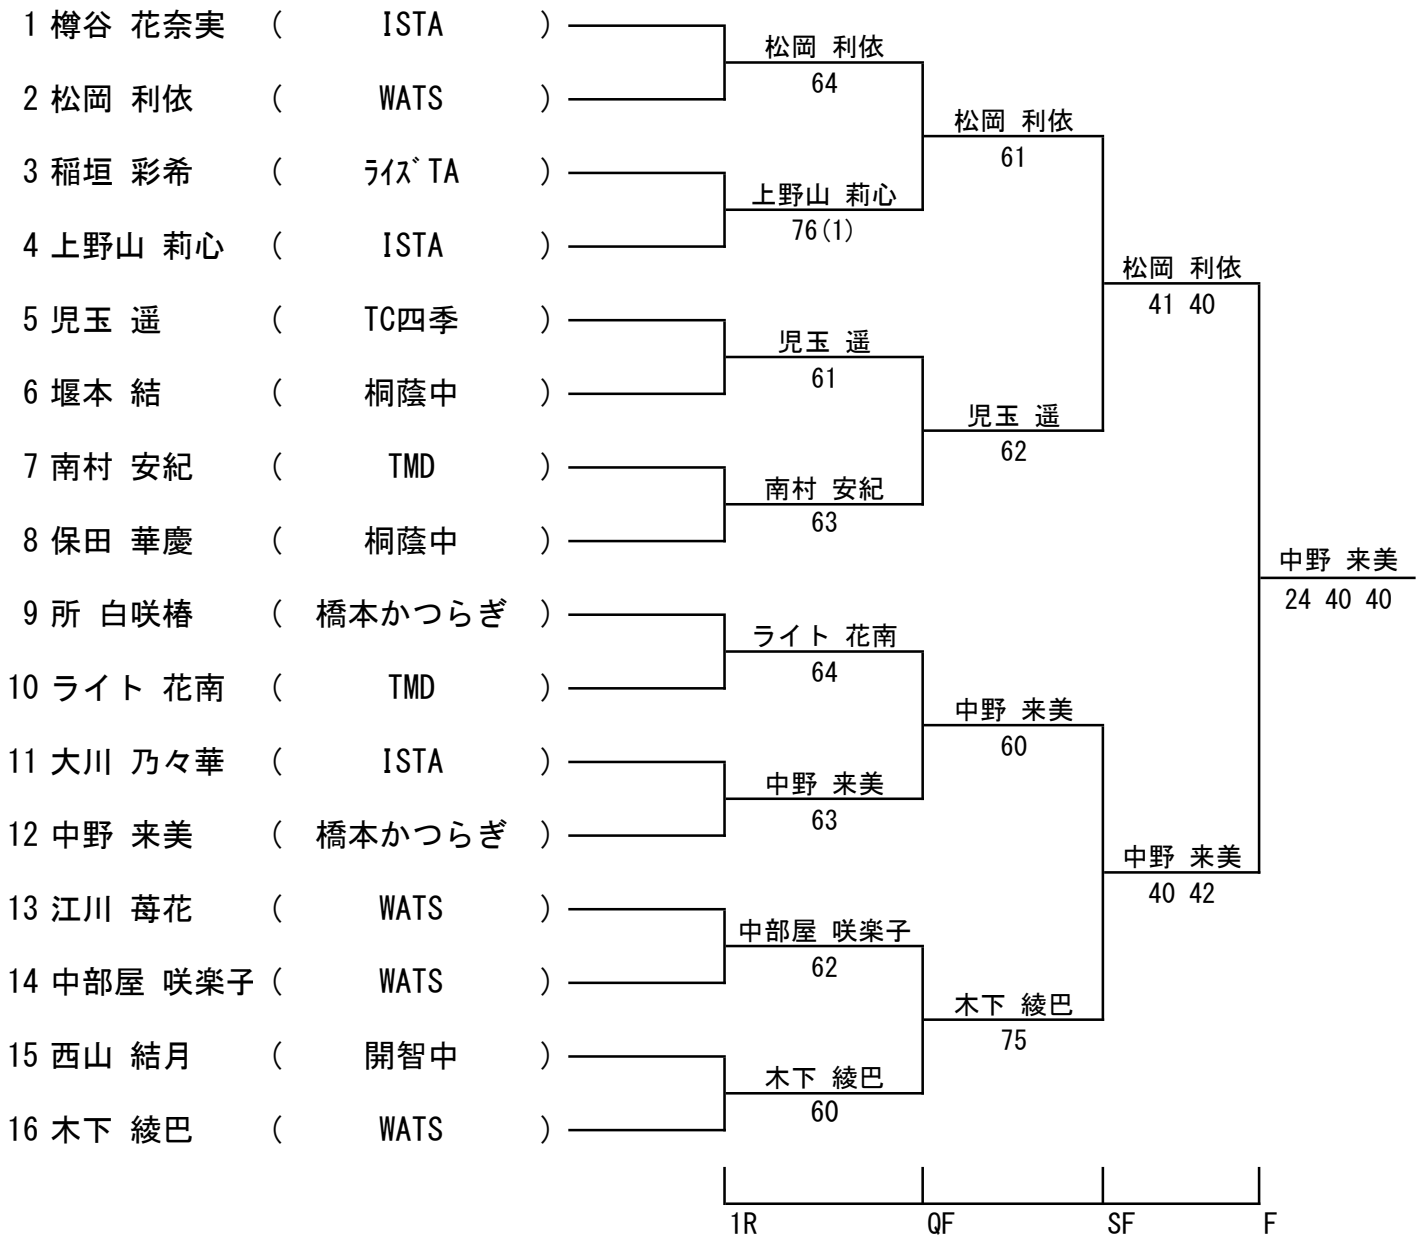 1 樽谷 花奈実 ( ISTA )
松岡 利依
64
2 松岡 利依 ( WATS )
松岡 利依
61
3 稲垣 彩希 ( ﾗｲｽﾞTA )
上野山 莉心
76(1)
4 上野山 莉心 ( ISTA )
松岡 利依
41 40
5 児玉 遥 ( TC四季 )
児玉 遥
61
6 堰本 結 ( 桐蔭中 )
児玉 遥
62
7 南村 安紀 ( TMD )
南村 安紀
63
8 保田 華慶 ( 桐蔭中 )
中野 来美
24 40 40
9 所 白咲椿 ( 橋本かつらぎ )
ライト 花南
64
10 ライト 花南 ( TMD )
中野 来美
60
11 大川 乃々華 ( ISTA )
中野 来美
63
12 中野 来美 ( 橋本かつらぎ )
中野 来美
40 42
13 江川 苺花 ( WATS )
中部屋 咲楽子
62
14 中部屋 咲楽子 ( WATS )
木下 綾巴
75
15 西山 結月 ( 開智中 )
木下 綾巴
60
16 木下 綾巴 ( WATS )
1R QF SF F